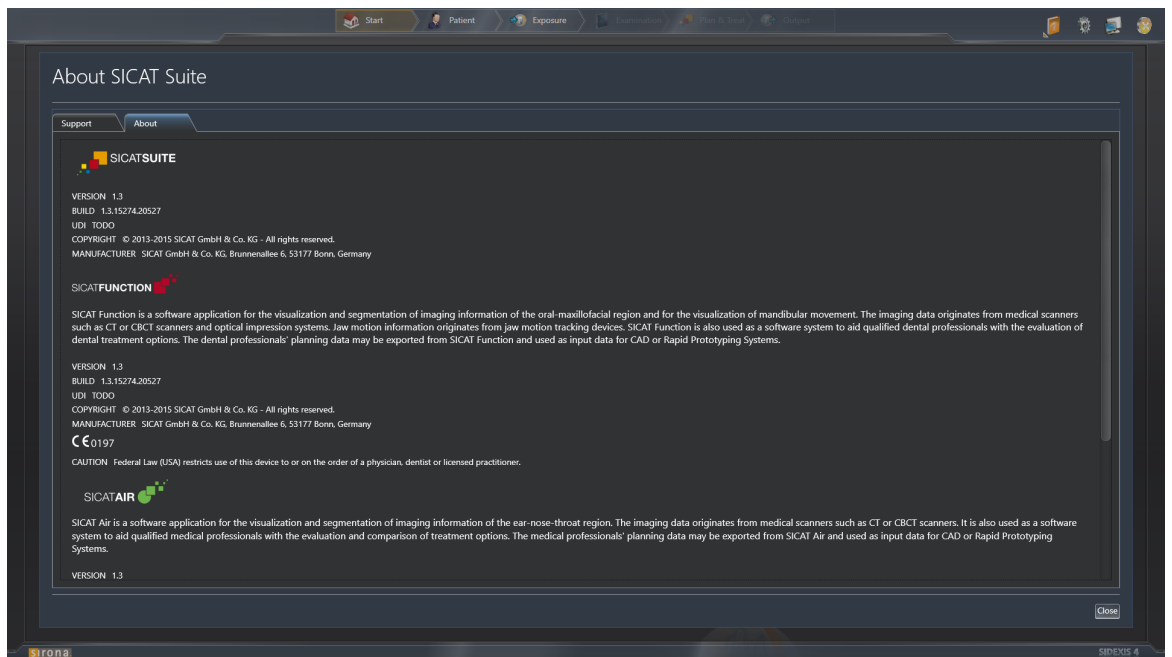 Start
Patient
Exposure
Examination
Plan & Treat
Output
About SICAT Suite
Support
About
SICATSUITE
VERSION 1.3
BUILD 1.3.15274.20527
UDI TODO
COPYRIGHT © 2013-2015 SICAT GmbH & Co. KG - All rights reserved.
MANUFACTURER SICAT GmbH & Co. KG, Brunnenallee 6, 53177 Bonn, Germany
SICATFUNCTION
SICAT Function is a software application for the visualization and segmentation of imaging information of the oral-maxillofacial region and for the visualization of mandibular movement. The imaging data originates from medical scanners
such as CT or CBCT scanners and optical impression systems. Jaw motion information originates from jaw motion tracking devices. SICAT Function is also used as a software system to aid qualified dental professionals with the evaluation of
dental treatment options. The dental professionals' planning data may be exported from SICAT Function and used as input data for CAD or Rapid Prototyping Systems.
VERSION 1.3
BUILD 1.3.15274.20527
UDI TODO
COPYRIGHT © 2013-2015 SICAT GmbH & Co. KG - All rights reserved.
MANUFACTURER SICAT GmbH & Co. KG, Brunnenallee 6, 53177 Bonn, Germany
CE0197
CAUTION Federal Law (USA) restricts use of this device to or on the order of a physician, dentist or licensed practitioner.
SICATAIR
SICAT Air is a software application for the visualization and segmentation of imaging information of the ear-nose-throat region. The imaging data originates from medical scanners such as CT or CBCT scanners. It is also used as a software
system to aid qualified medical professionals with the evaluation and comparison of treatment options. The medical professionals' planning data may be exported from SICAT Air and used as input data for CAD or Rapid Prototyping
Systems.
VERSION 1.3
Close
sirona
SIDEXIS 4